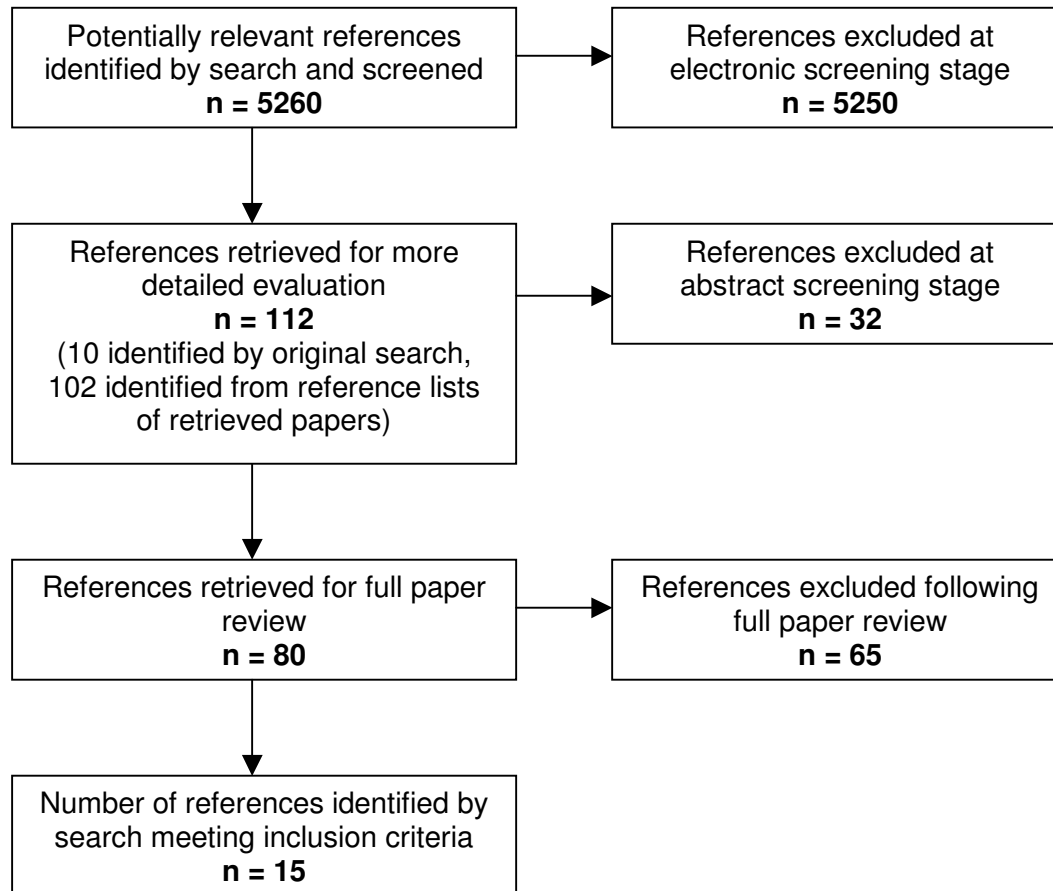 Potentially relevant references
identified by search and screened
n = 5260
References excluded at
electronic screening stage
n = 5250
References retrieved for more
detailed evaluation
n = 112
(10 identified by original search,
102 identified from reference lists
of retrieved papers)
References excluded at
abstract screening stage
n = 32
References retrieved for full paper
review
n = 80
References excluded following
full paper review
n = 65
Number of references identified by
search meeting inclusion criteria
n = 15